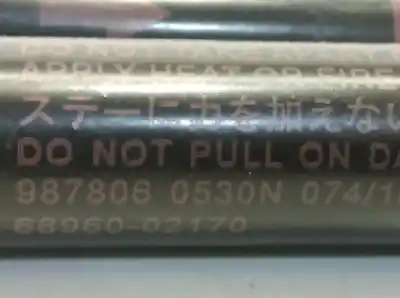 APPLY HEAT OR FIRE
ステーに力を加えない
DO NOT PULL ON DA
987806 0530N 074/1
68960-02170